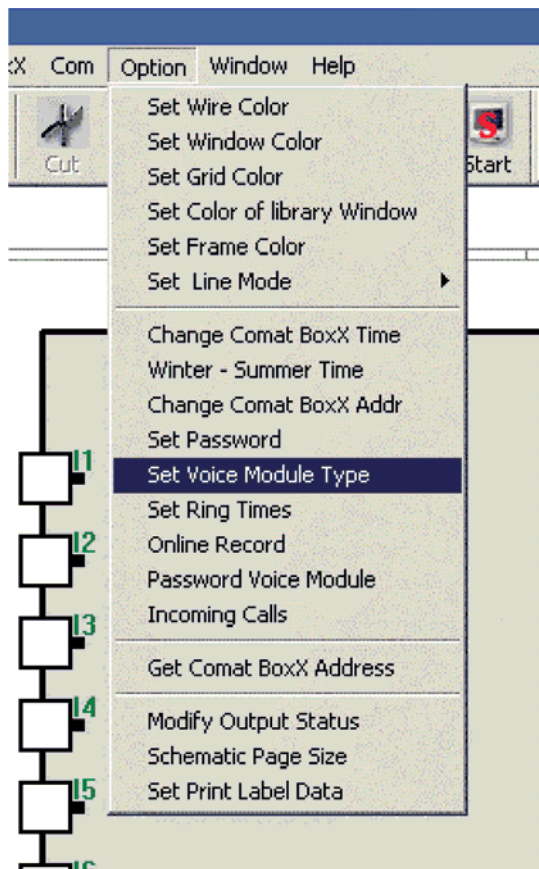 X Com Option Window Help
Cut
S
Start
Set Wire Color
Set Window Color
Set Grid Color
Set Color of library Window
Set Frame Color
Set Line Mode
Change Comat BoxX Time
Winter - Summer Time
Change Comat BoxX Addr
Set Password
Set Voice Module Type
Set Ring Times
Online Record
Password Voice Module
Incoming Calls
Get Comat BoxX Address
Modify Output Status
Schematic Page Size
Set Print Label Data
I1
I2
I3
I4
I5
I6